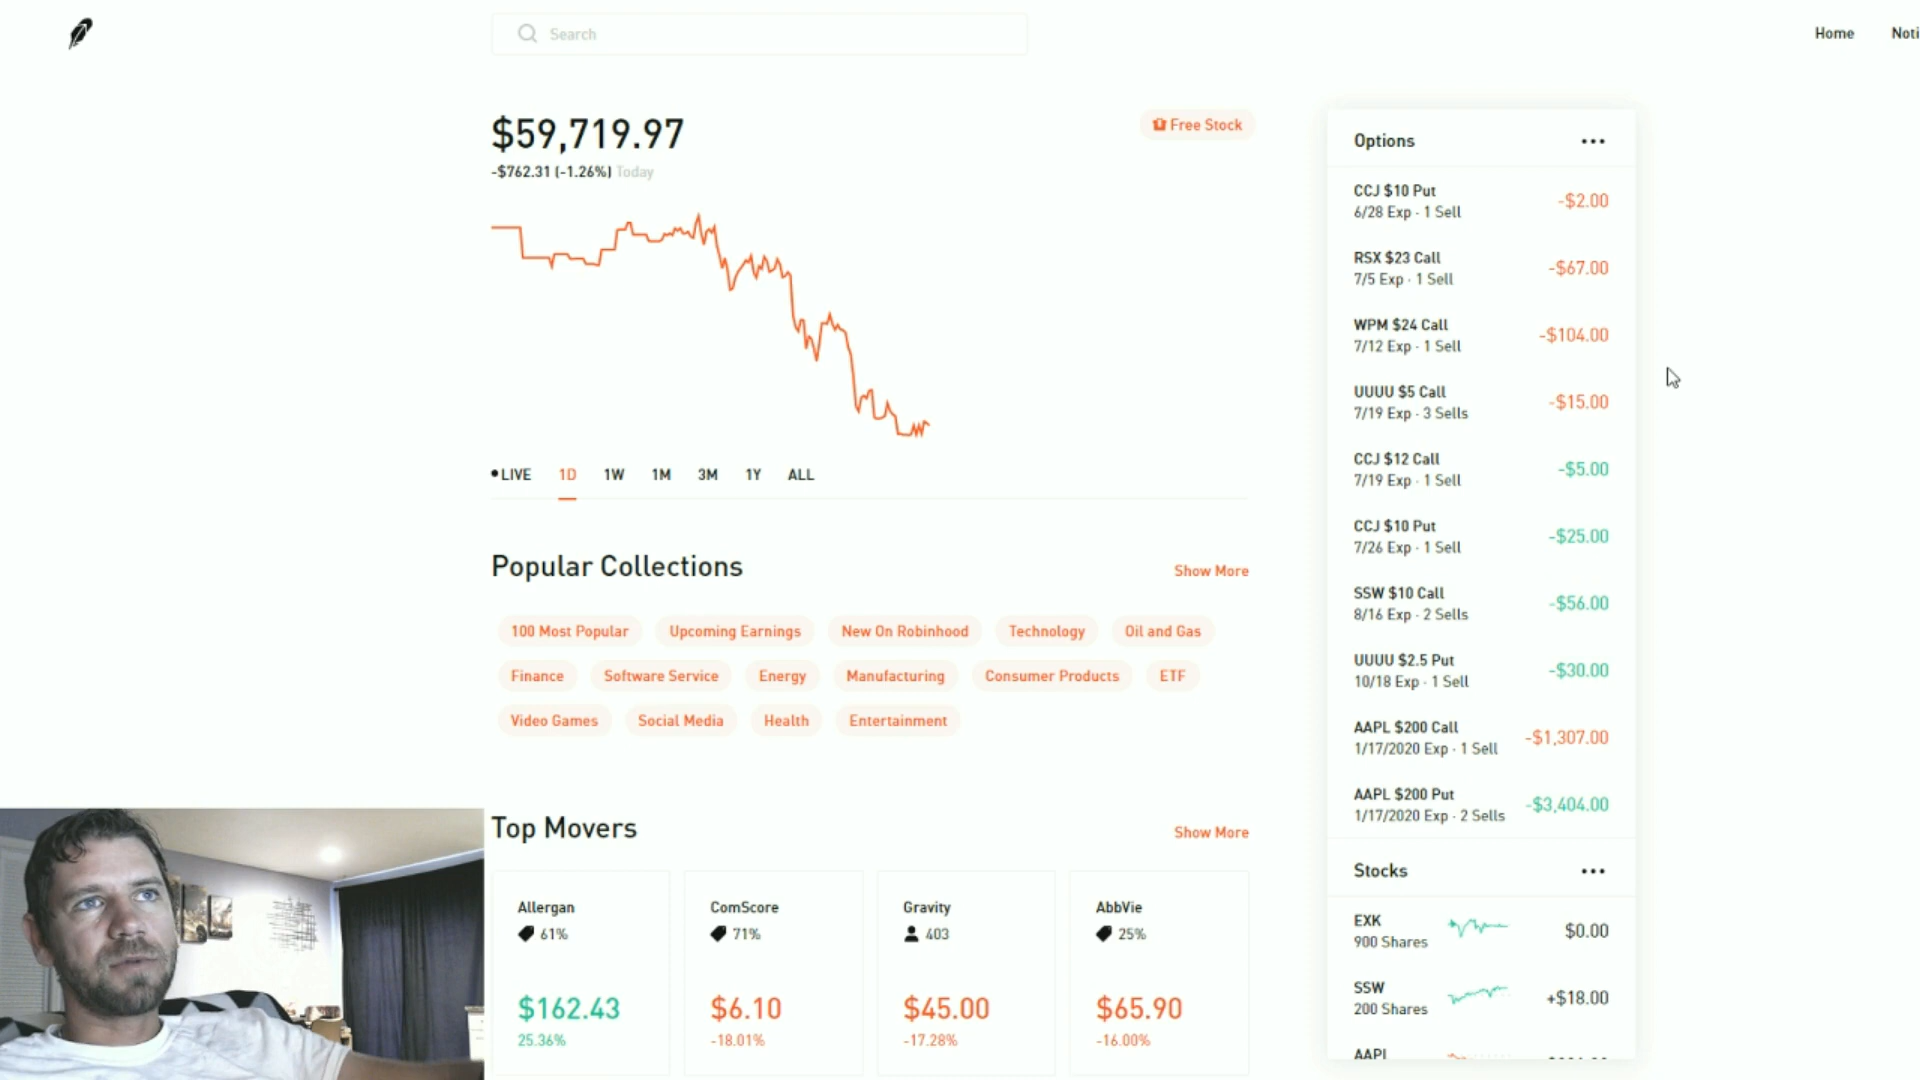 Search
Home
Noti
$59,719.97
-$762.31 (-1.26%) Today
Free Stock
LIVE 1D 1W 1M 3M 1Y ALL
Popular Collections
Show More
100 Most Popular
Upcoming Earnings
New On Robinhood
Technology
Oil and Gas
Finance
Software Service
Energy
Manufacturing
Consumer Products
ETF
Video Games
Social Media
Health
Entertainment
Top Movers
Show More
Allergan
61%
$162.43
25.36%
ComScore
71%
$6.10
-18.01%
Gravity
403
$45.00
-17.28%
AbbVie
25%
$65.90
-16.00%
Options
CCJ $10 Put
6/28 Exp · 1 Sell
-$2.00
RSX $23 Call
7/5 Exp · 1 Sell
-$67.00
WPM $24 Call
7/12 Exp · 1 Sell
-$104.00
UUUU $5 Call
7/19 Exp · 3 Sells
-$15.00
CCJ $12 Call
7/19 Exp · 1 Sell
-$5.00
CCJ $10 Put
7/26 Exp · 1 Sell
-$25.00
SSW $10 Call
8/16 Exp · 2 Sells
-$56.00
UUUU $2.5 Put
10/18 Exp · 1 Sell
-$30.00
AAPL $200 Call
1/17/2020 Exp · 1 Sell
-$1,307.00
AAPL $200 Put
1/17/2020 Exp · 2 Sells
-$3,404.00
Stocks
EXK
900 Shares
$0.00
SSW
200 Shares
+$18.00
AAPL